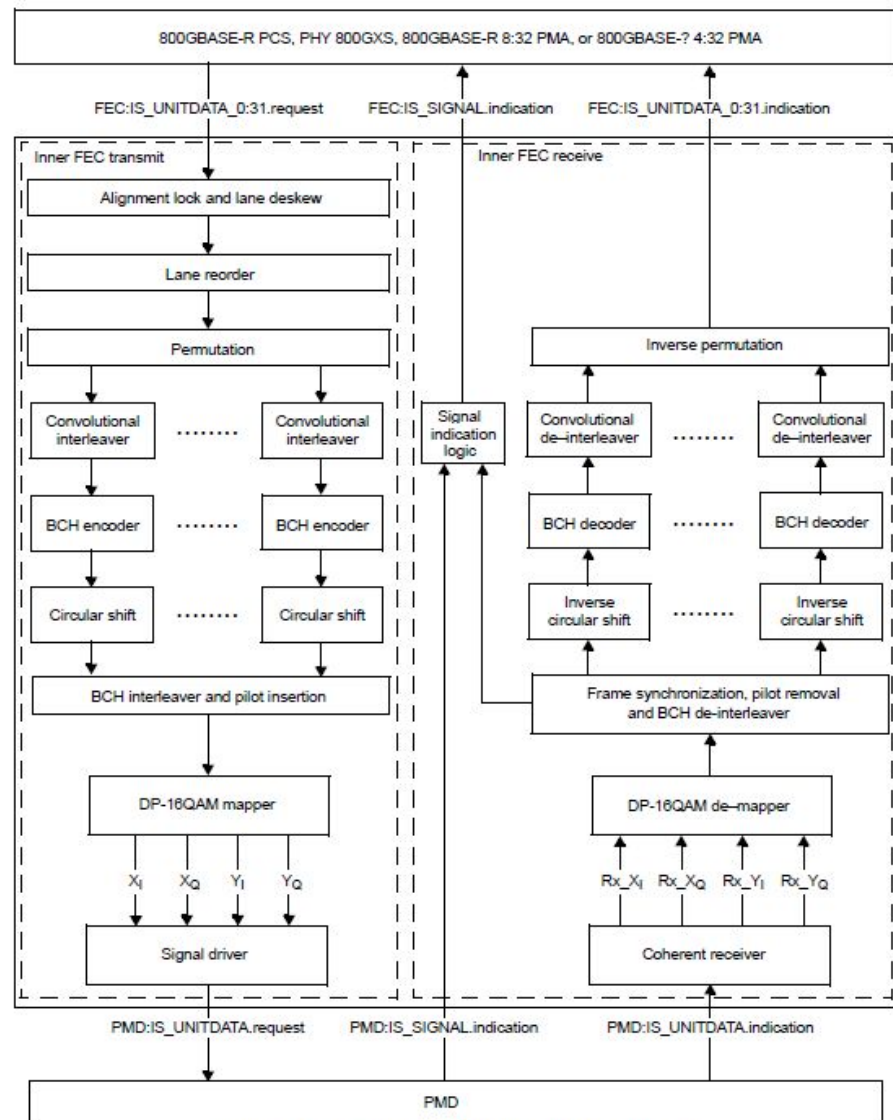 800GBASE-R PCS, PHY 800GXS, 800GBASE-R 8:32 PMA, or 800GBASE-? 4:32 PMA
FEC:IS_UNITDATA_0:31.request
FEC:IS_SIGNAL.indication
FEC:IS_UNITDATA_0:31.indication
Inner FEC transmit
Inner FEC receive
Alignment lock and lane deskew
Lane reorder
Permutation
Inverse permutation
Convolutional
interleaver
........
Convolutional
interleaver
Signal
indication
logic
Convolutional
de–interleaver
........
Convolutional
de–interleaver
BCH encoder
........
BCH encoder
BCH decoder
........
BCH decoder
Circular shift
........
Circular shift
Inverse
circular shift
........
Inverse
circular shift
BCH interleaver and pilot insertion
Frame synchronization, pilot removal
and BCH de-interleaver
DP-16QAM mapper
DP-16QAM de–mapper
XI XQ YI YQ
Rx_XI Rx_XQ Rx_YI Rx_YQ
Signal driver
Coherent receiver
PMD:IS_UNITDATA.request
PMD:IS_SIGNAL.indication
PMD:IS_UNITDATA.indication
PMD